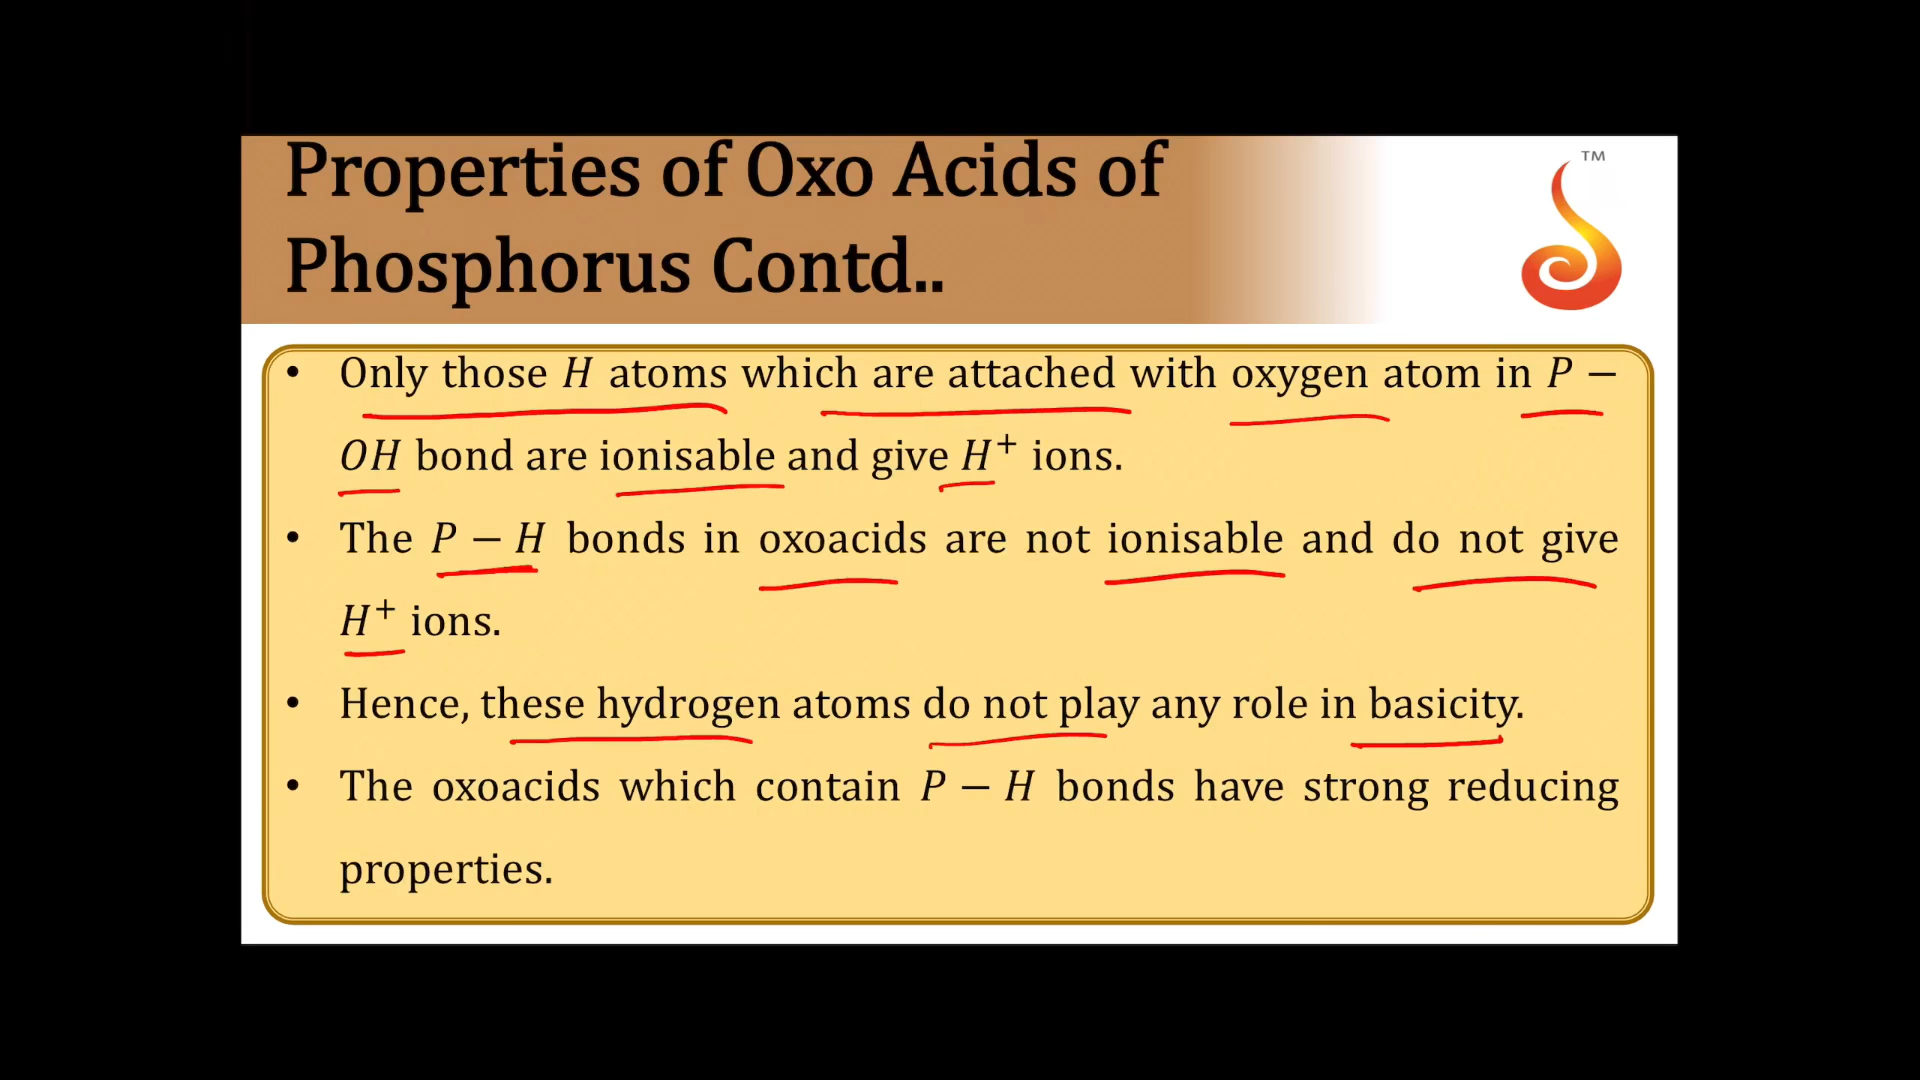 Properties of Oxo Acids of
™
Phosphorus Contd..
• Only those H atoms which are attached with oxygen atom in P −
OH bond are ionisable and give H⁺ ions.
• The P − H bonds in oxoacids are not ionisable and do not give
H⁺ ions.
• Hence, these hydrogen atoms do not play any role in basicity.
• The oxoacids which contain P − H bonds have strong reducing
properties.